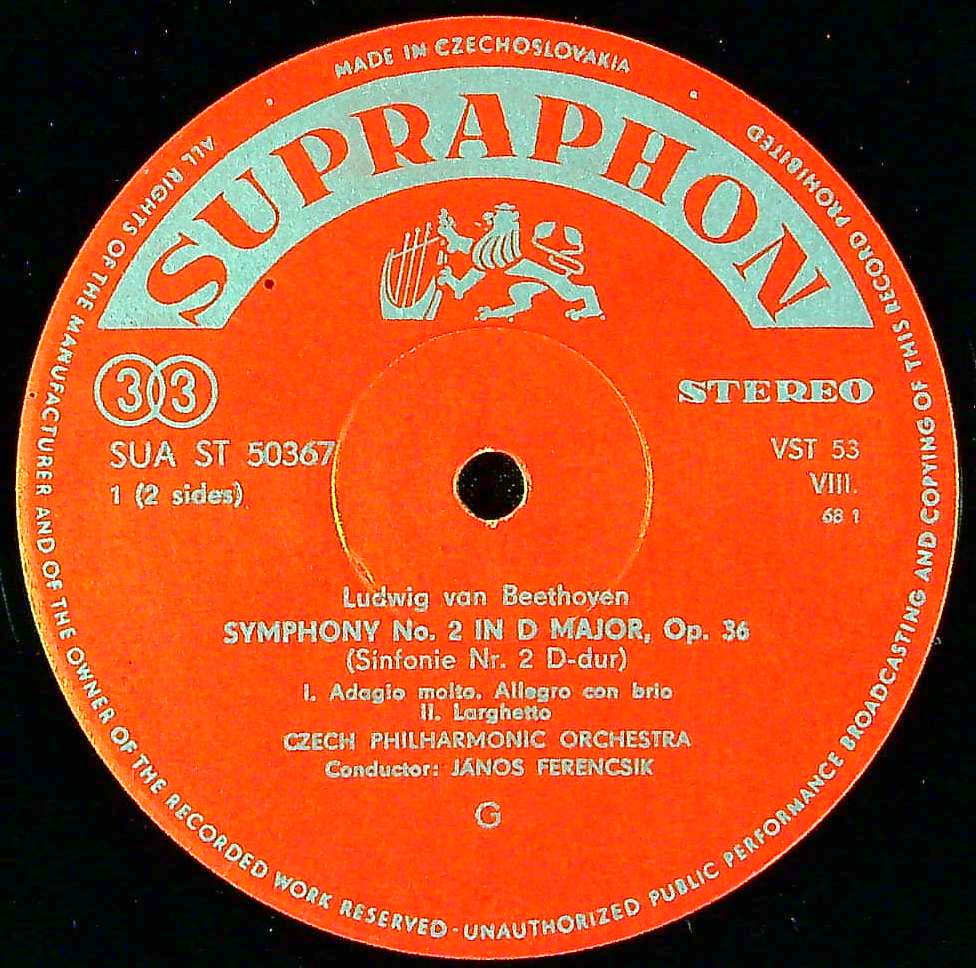 MADE IN CZECHOSLOVAKIA
SUPRAPHON
33
STEREO
SUA ST 50367
VST 53
1 (2 sides)
VIII.
68 1
Ludwig van Beethoven
SYMPHONY No. 2 IN D MAJOR, Op. 36
(Sinfonie Nr. 2 D-dur)
I. Adagio molto. Allegro con brio
II. Larghetto
CZECH PHILHARMONIC ORCHESTRA
Conductor: JÁNOS FERENCSIK
G
ALL RIGHTS OF THE MANUFACTURER AND OF THE OWNER OF THE RECORDED WORK RESERVED · UNAUTHORIZED PUBLIC PERFORMANCE BROADCASTING AND COPYING OF THIS RECORD PROHIBITED